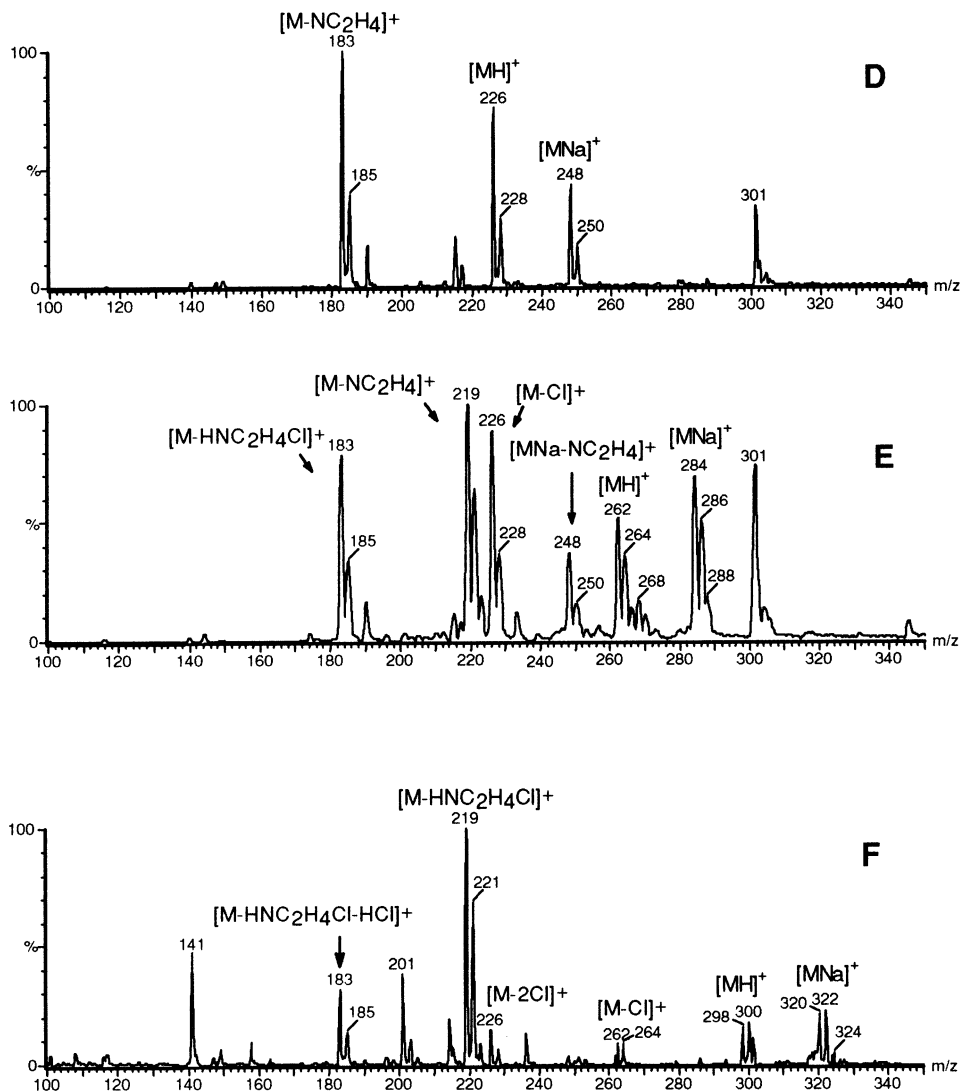 [M-NC2H4]+
183
100
[MH]+
226
D
[MNa]+
248
%
185
228
250
301
0
100 120 140 160 180 200 220 240 260 280 300 320 340 m/z
[M-NC2H4]+
219
[M-Cl]+
226
100
[M-HNC2H4Cl]+
183
[MNa-NC2H4]+
[MNa]+
284
301
E
[MH]+
262
286
%
185
228
248
264
250
268
288
0
100 120 140 160 180 200 220 240 260 280 300 320 340 m/z
[M-HNC2H4Cl]+
219
100
F
221
[M-HNC2H4Cl-HCl]+
%
141
183
201
185
[M-2Cl]+
226
[M-Cl]+
262 264
[MH]+
298 300
[MNa]+
320 322
324
0
100 120 140 160 180 200 220 240 260 280 300 320 340 m/z